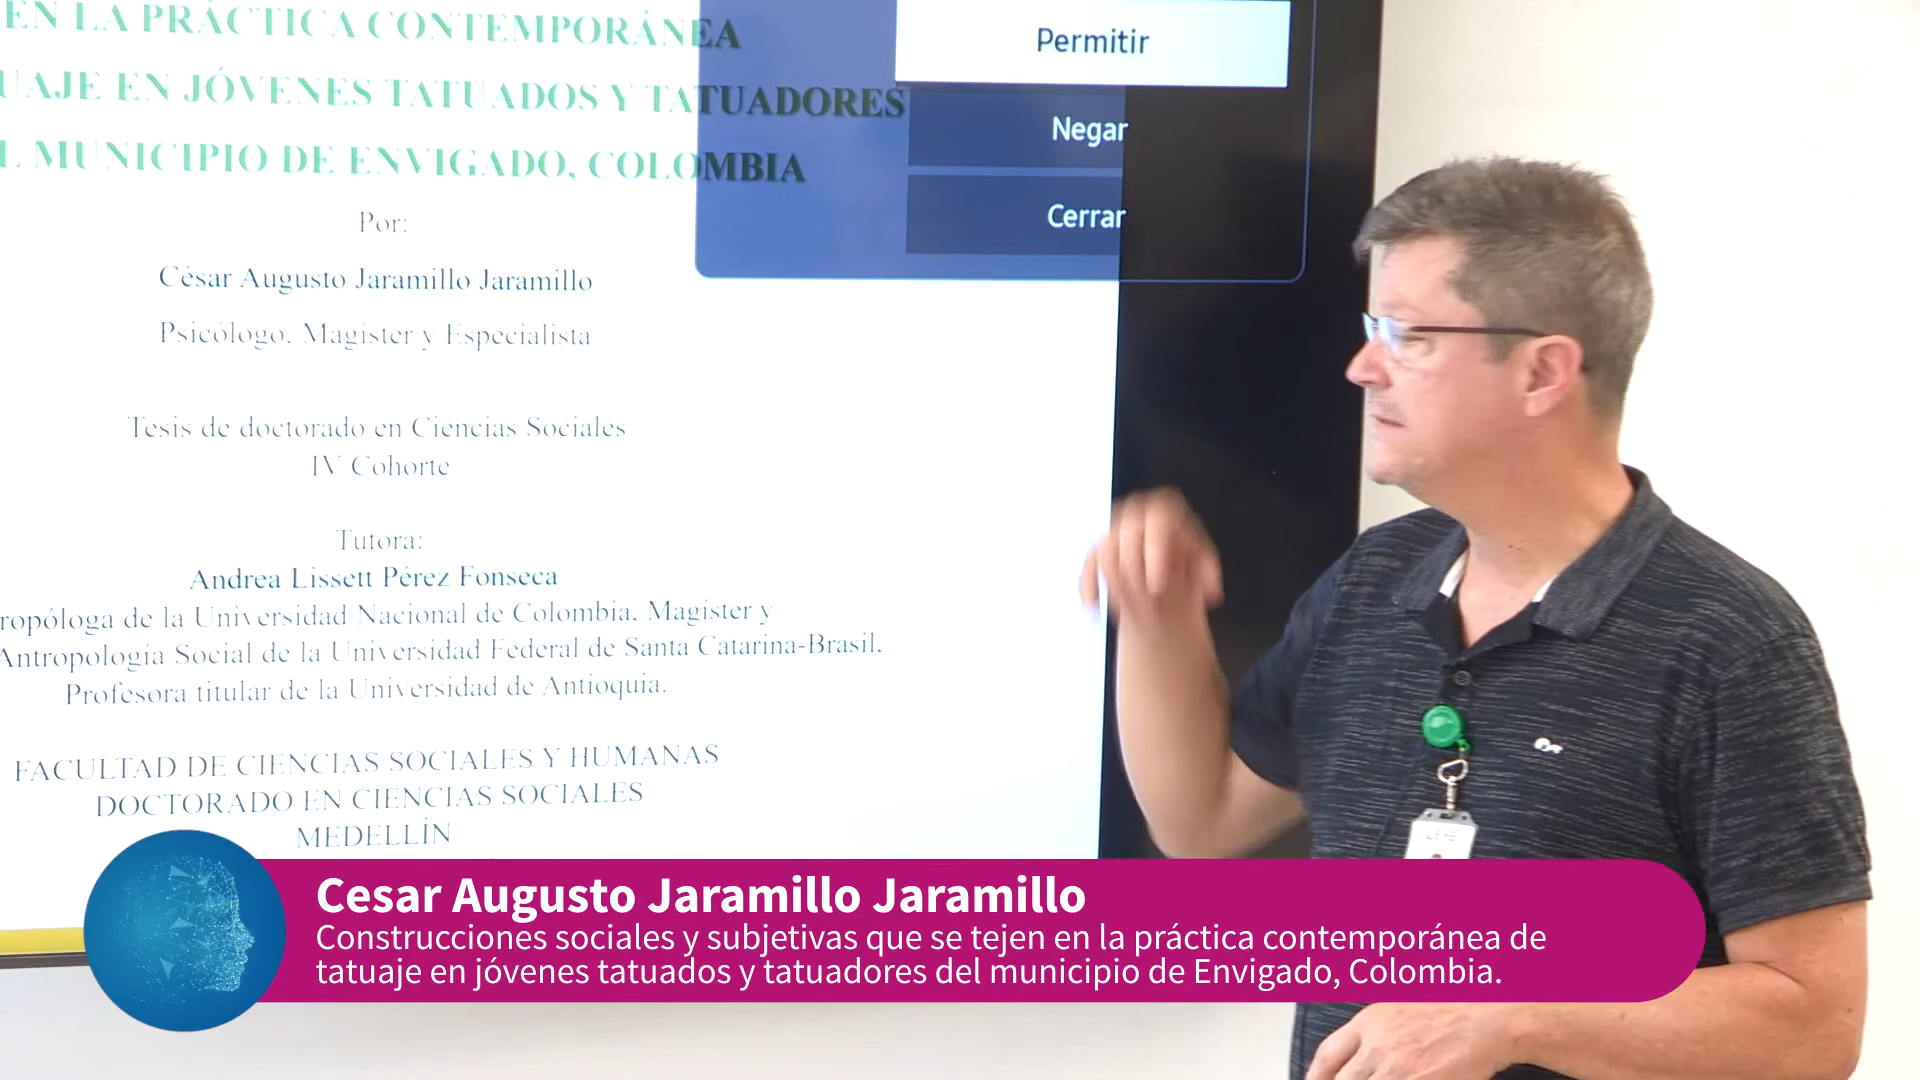 EN LA PRÁCTICA CONTEMPORÁNEA
UAJE EN JÓVENES TATUADOS Y TATUADORES
L MUNICIPIO DE ENVIGADO, COLOMBIA
Por:
César Augusto Jaramillo Jaramillo
Psicólogo. Magister y Especialista
Tesis de doctorado en Ciencias Sociales
IV Cohorte
Tutora:
Andrea Lissett Pérez Fonseca
ropóloga de la Universidad Nacional de Colombia. Magister y
Antropología Social de la Universidad Federal de Santa Catarina-Brasil.
Profesora titular de la Universidad de Antioquia.
FACULTAD DE CIENCIAS SOCIALES Y HUMANAS
DOCTORADO EN CIENCIAS SOCIALES
MEDELLÍN
Permitir
Negar
Cerrar
Cesar Augusto Jaramillo Jaramillo
Construcciones sociales y subjetivas que se tejen en la práctica contemporánea de
tatuaje en jóvenes tatuados y tatuadores del municipio de Envigado, Colombia.